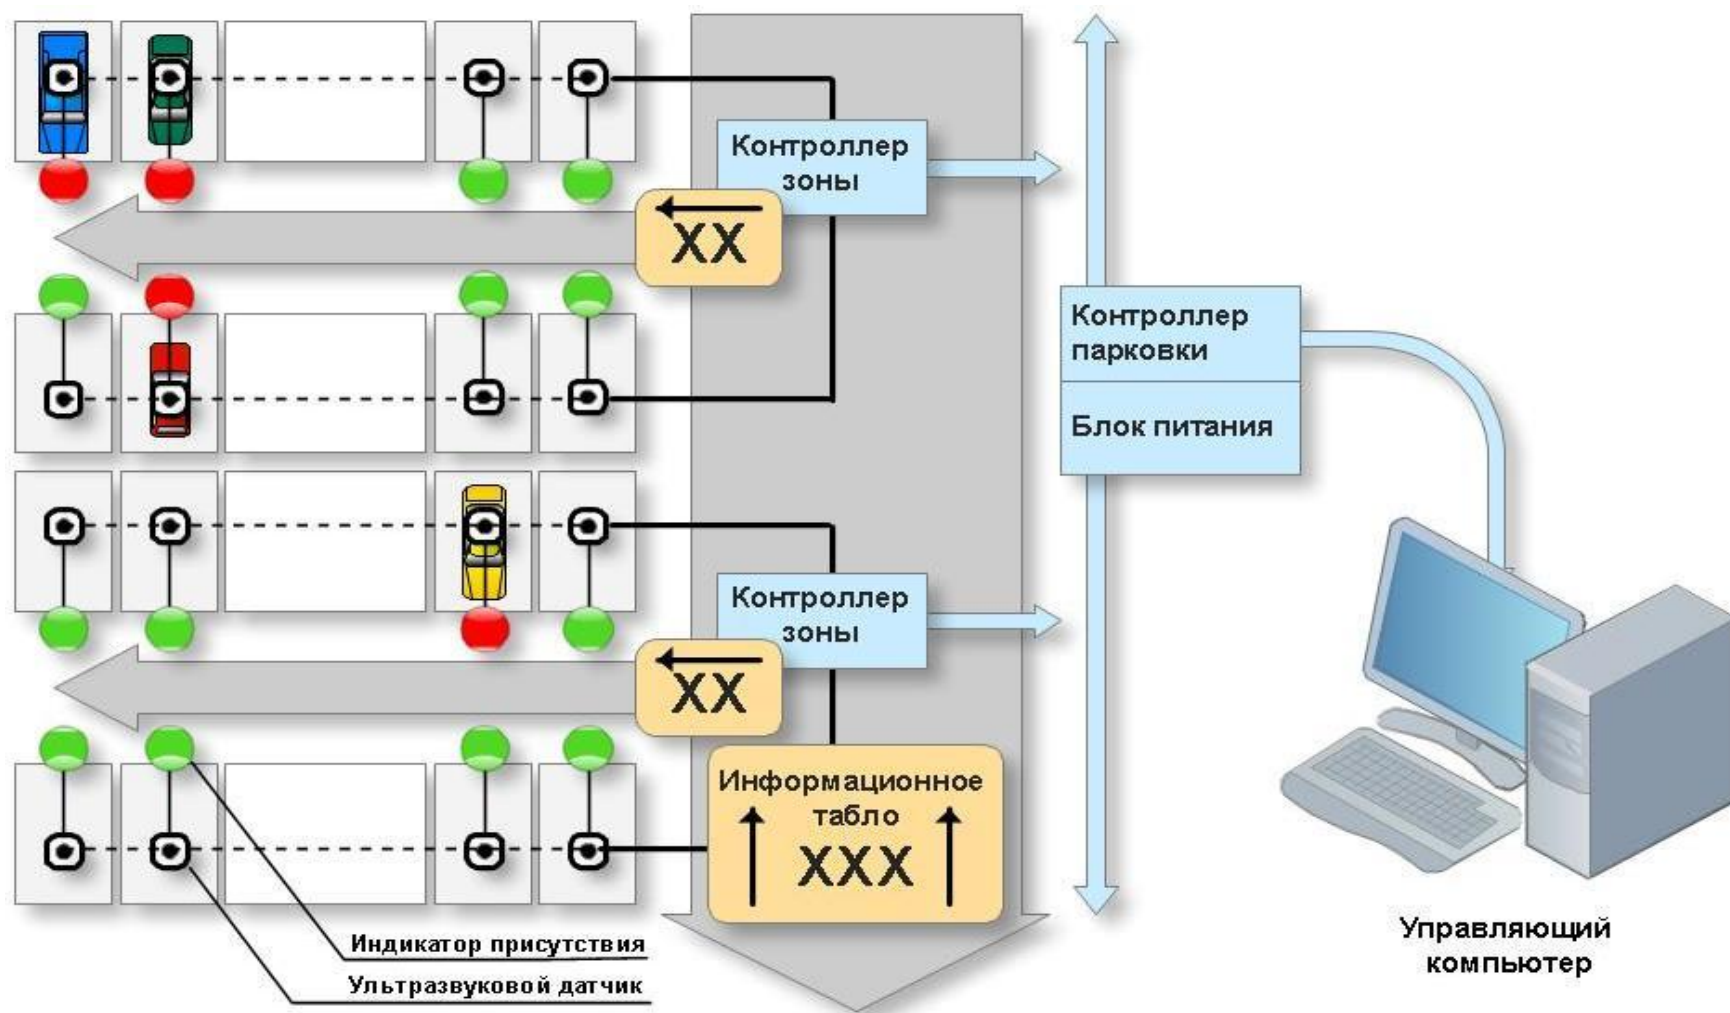 Контроллер
зоны
XX
Контроллер
парковки
Блок питания
Контроллер
зоны
XX
Информационное
табло
XXX
Индикатор присутствия
Ультразвуковой датчик
Управляющий
компьютер